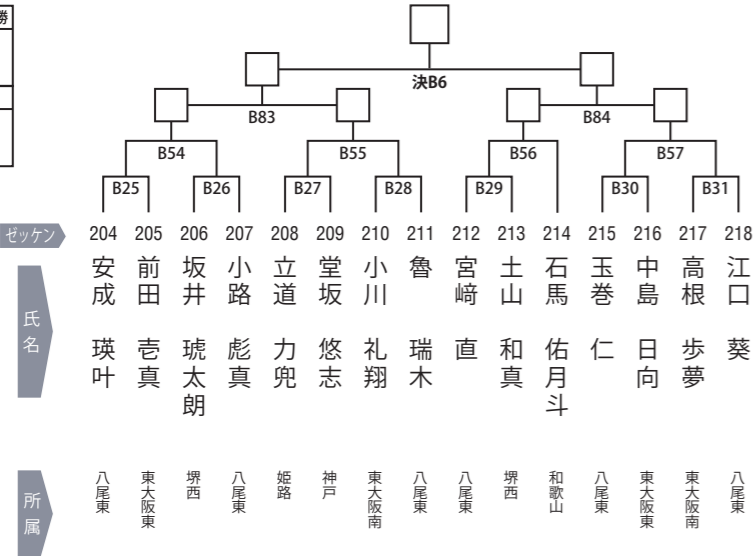 勝
決B6
B83
B84
B54
B55
B56
B57
B25
B26
B27
B28
B29
B30
B31
ゼッケン
204 205 206 207 208 209 210 211 212 213 214 215 216 217 218
氏名
安成 瑛叶
前田 壱真
坂井 琥太朗
小路 彪真
立道 力兜
堂坂 悠志
小川 礼翔
魯 瑞木
宮﨑 直
土山 和真
石馬 佑月斗
玉巻 仁
中島 日向
高根 歩夢
江口 葵
所属
八尾東
東大阪東
堺西
八尾東
姫路
神戸
東大阪南
八尾東
八尾東
堺西
和歌山
八尾東
東大阪東
東大阪南
八尾東